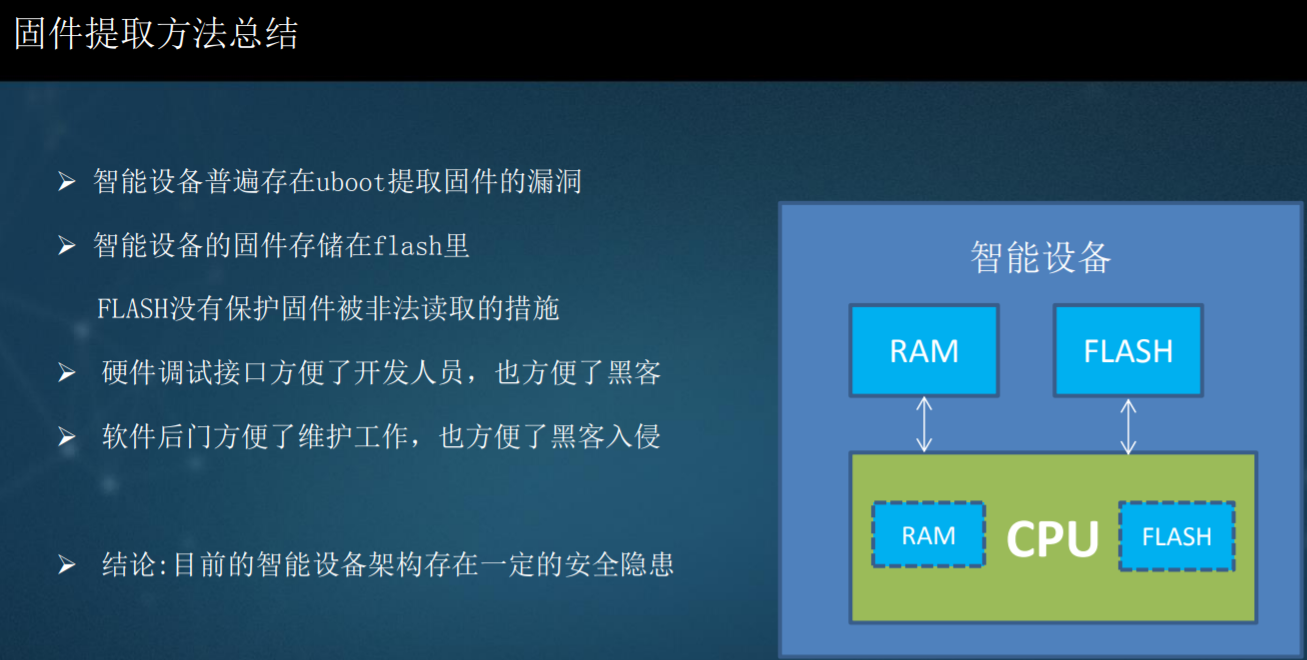 固件提取方法总结
➢ 智能设备普遍存在uboot提取固件的漏洞
➢ 智能设备的固件存储在flash里
FLASH没有保护固件被非法读取的措施
➢ 硬件调试接口方便了开发人员，也方便了黑客
➢ 软件后门方便了维护工作，也方便了黑客入侵
➢ 结论:目前的智能设备架构存在一定的安全隐患
智能设备
RAM
FLASH
RAM
CPU
FLASH